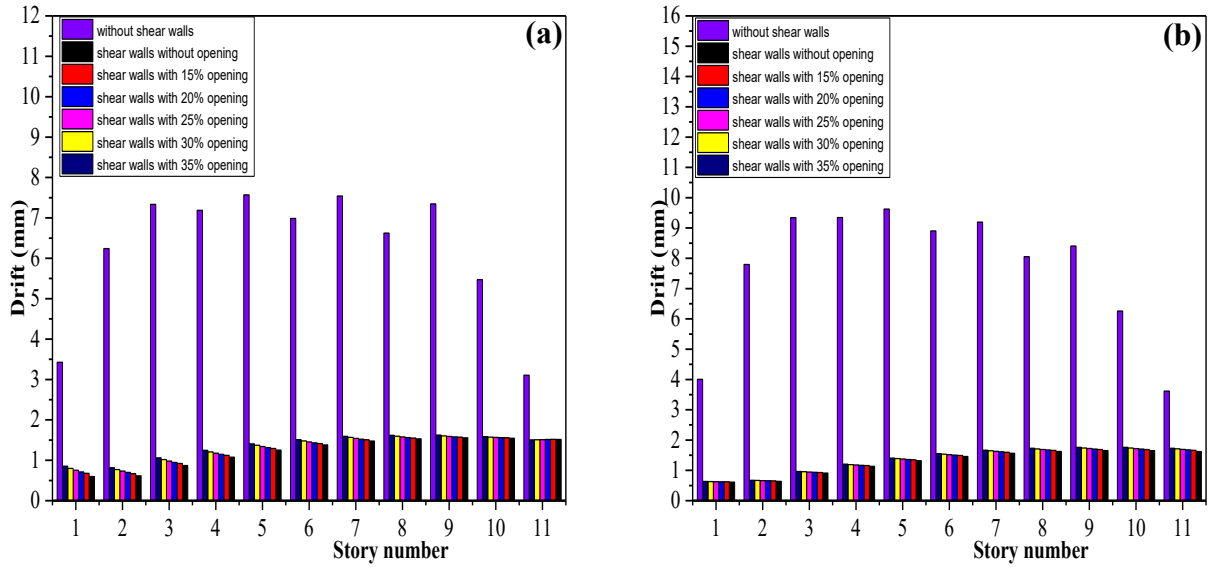 (a)
without shear walls
shear walls without opening
shear walls with 15% opening
shear walls with 20% opening
shear walls with 25% opening
shear walls with 30% opening
shear walls with 35% opening
12
11
10
9
8
7
6
5
4
3
2
1
0
Drift (mm)
1 2 3 4 5 6 7 8 9 10 11
Story number
(b)
without shear walls
shear walls without opening
shear walls with 15% opening
shear walls with 20% opening
shear walls with 25% opening
shear walls with 30% opening
shear walls with 35% opening
16
15
14
13
12
11
10
9
8
7
6
5
4
3
2
1
0
Drift (mm)
1 2 3 4 5 6 7 8 9 10 11
Story number